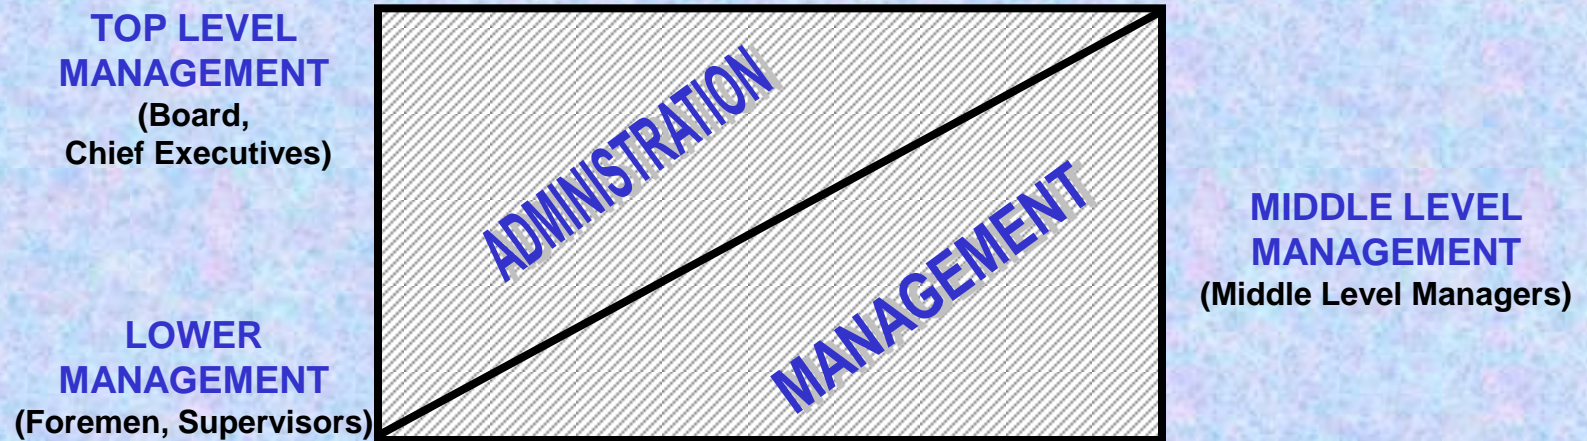 TOP LEVEL
MANAGEMENT
(Board,
Chief Executives)
ADMINISTRATION
MANAGEMENT
MIDDLE LEVEL
MANAGEMENT
(Middle Level Managers)
LOWER
MANAGEMENT
(Foremen, Supervisors)